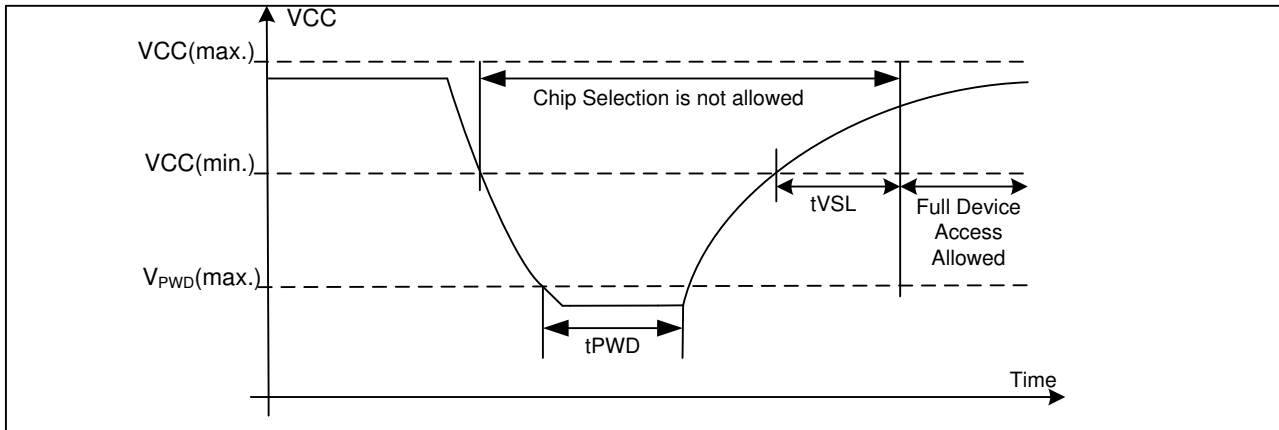 VCC
VCC(max.)
Chip Selection is not allowed
VCC(min.)
tVSL
Full Device
Access
Allowed
VPWD(max.)
tPWD
Time